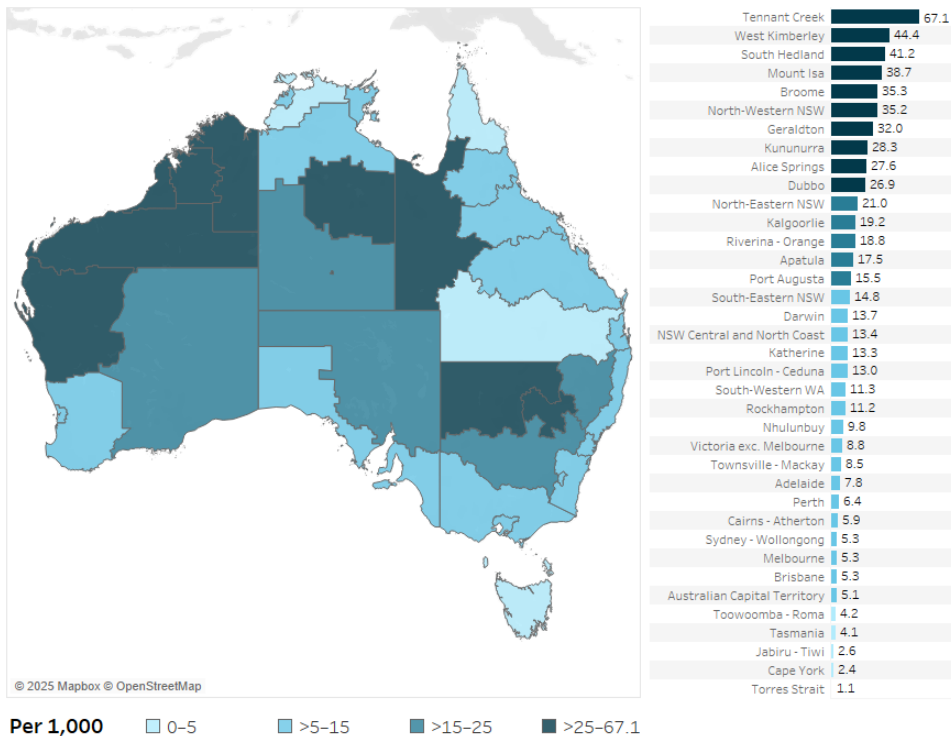 Tennant Creek 67.1
West Kimberley 44.4
South Hedland 41.2
Mount Isa 38.7
Broome 35.3
North-Western NSW 35.2
Geraldton 32.0
Kununurra 28.3
Alice Springs 27.6
Dubbo 26.9
North-Eastern NSW 21.0
Kalgoorlie 19.2
Riverina - Orange 18.8
Apatula 17.5
Port Augusta 15.5
South-Eastern NSW 14.8
Darwin 13.7
NSW Central and North Coast 13.4
Katherine 13.3
Port Lincoln - Ceduna 13.0
South-Western WA 11.3
Rockhampton 11.2
Nhulunbuy 9.8
Victoria exc. Melbourne 8.8
Townsville - Mackay 8.5
Adelaide 7.8
Perth 6.4
Cairns - Atherton 5.9
Sydney - Wollongong 5.3
Melbourne 5.3
Brisbane 5.3
Australian Capital Territory 5.1
Toowoomba - Roma 4.2
Tasmania 4.1
Jabiru - Tiwi 2.6
Cape York 2.4
Torres Strait 1.1
© 2025 Mapbox © OpenStreetMap
Per 1,000 0–5 >5–15 >15–25 >25–67.1